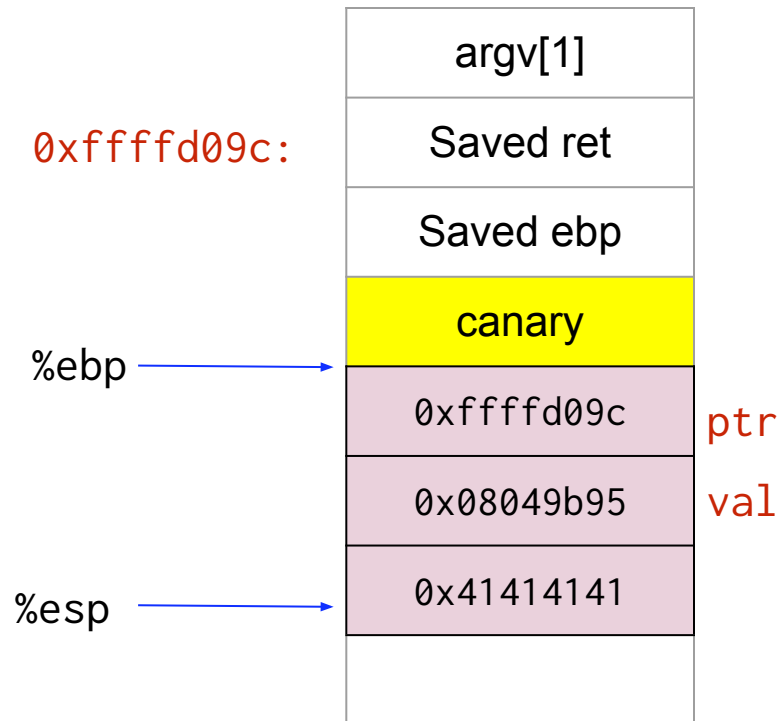 argv[1]
0xffffd09c:
Saved ret
Saved ebp
canary
%ebp
0xffffd09c
ptr
0x08049b95
val
%esp
0x41414141